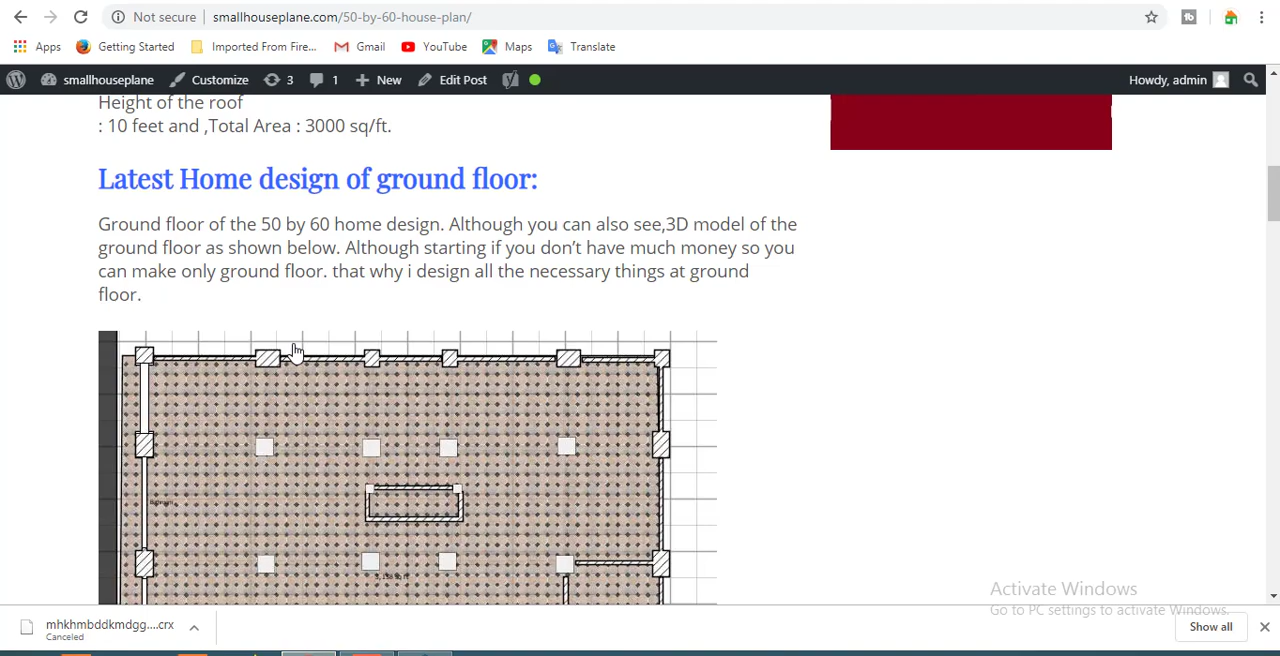 Not secure | smallhouseplane.com/50-by-60-house-plan/
Apps Getting Started Imported From Fire... Gmail YouTube Maps Translate
smallhouseplane Customize 3 1 New Edit Post Howdy, admin
Height of the roof
: 10 feet and ,Total Area : 3000 sq/ft.
Latest Home design of ground floor:
Ground floor of the 50 by 60 home design. Although you can also see,3D model of the
ground floor as shown below. Although starting if you don’t have much money so you
can make only ground floor. that why i design all the necessary things at ground
floor.
Activate Windows
Go to PC settings to activate Windows.
mhkhmbddkmdgg....crx
Canceled
Show all